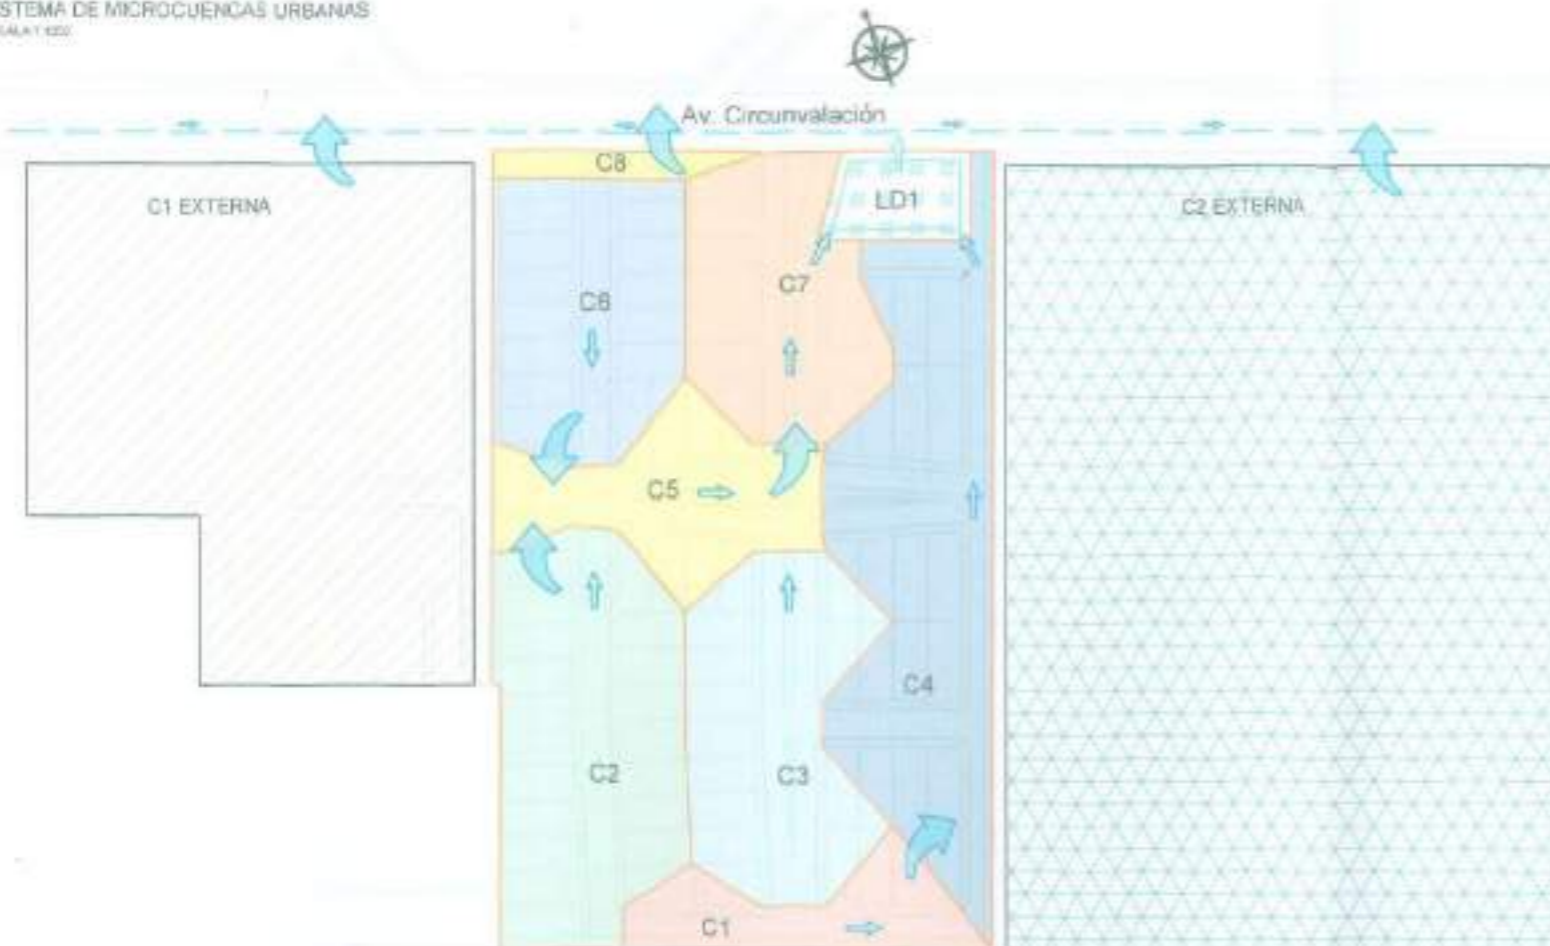 STEMA DE MICROCUENCAS URBANAS
Av. Circunvalación
C8
C1 EXTERNA
LD1
C2 EXTERNA
C6
C7
C5
C4
C2
C3
C1